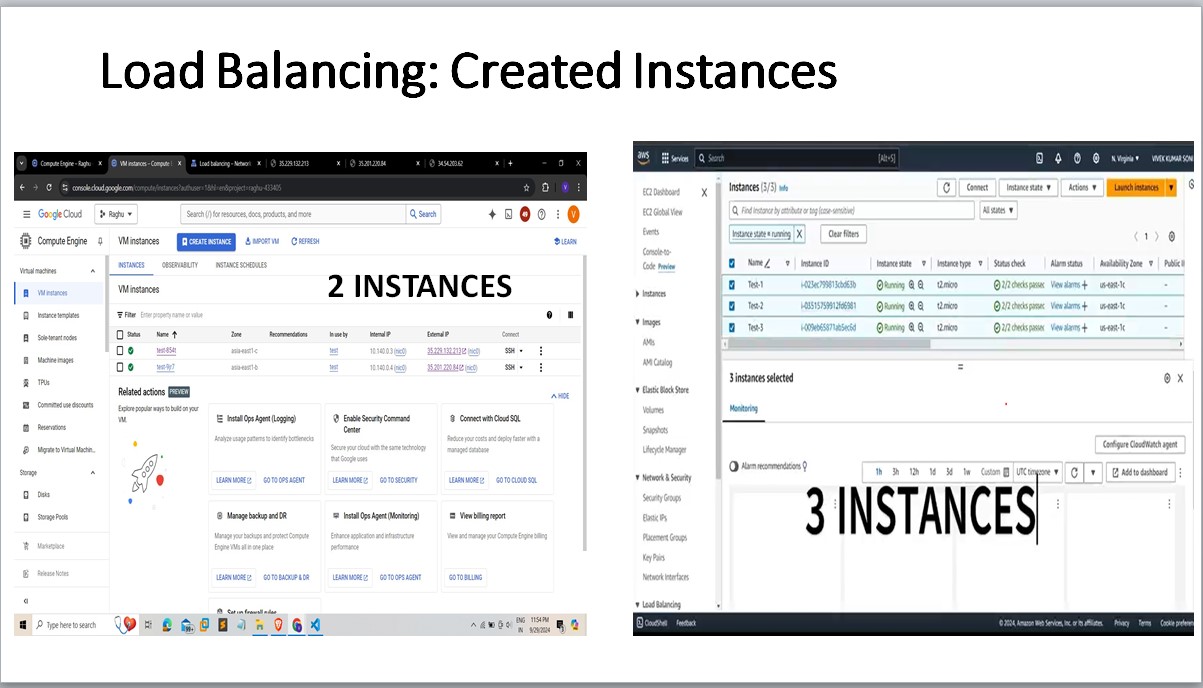 Load Balancing: Created Instances
Compute Engine – Raghu
VM instances – Compute E
Load balancing – Network
35.229.132.213
35.201.220.84
34.54.203.62
console.cloud.google.com/compute/instances?authuser=1&hl=en&project=raghu-433405
Google Cloud
Raghu
Search (/) for resources, docs, products, and more
Search
49
V
Compute Engine
VM instances
CREATE INSTANCE
IMPORT VM
REFRESH
LEARN
Virtual machines
VM instances
Instance templates
Sole-tenant nodes
Machine images
TPUs
Committed use discounts
Reservations
Migrate to Virtual Machin...
Storage
Disks
Storage Pools
Marketplace
Release Notes
INSTANCES
OBSERVABILITY
INSTANCE SCHEDULES
VM instances
2 INSTANCES
Filter Enter property name or value
Status Name Zone Recommendations In use by Internal IP External IP Connect
test-854t asia-east1-c test 10.140.0.3 (nic0) 35.229.132.213 (nic0) SSH
asia-east1-b test 10.140.0.4 (nic0) 35.201.220.84 (nic0) SSH
Related actions PREVIEW
HIDE
Explore popular ways to build on your
VM.
Install Ops Agent (Logging)
Analyze usage patterns to identify bottlenecks
LEARN MORE GO TO OPS AGENT
Enable Security Command
Center
Secure your cloud with the same technology
that Google uses
LEARN MORE GO TO SECURITY
Connect with Cloud SQL
Reduce your costs and deploy faster with a
managed database
LEARN MORE GO TO CLOUD SQL
Manage backup and DR
Manage your backups and protect Compute
Engine VMs all in one place
LEARN MORE GO TO BACKUP & DR
Install Ops Agent (Monitoring)
Enhance application and infrastructure
performance
LEARN MORE GO TO OPS AGENT
View billing report
View and manage your Compute Engine billing
GO TO BILLING
Set up firewall rules
Type here to search
ENG
IN
11:54 PM
9/29/2024
aws
Services
Search
[Alt+S]
N. Virginia
VIVEK KUMAR SONI
EC2 Dashboard
EC2 Global View
Events
Console-to-
Code Preview
Instances
Images
AMIs
AMI Catalog
Elastic Block Store
Volumes
Snapshots
Lifecycle Manager
Network & Security
Security Groups
Elastic IPs
Placement Groups
Key Pairs
Network Interfaces
Load Balancing
Instances (3/3) Info
Connect
Instance state
Actions
Launch instances
Find Instance by attribute or tag (case-sensitive)
All states
Instance state = running
Clear filters
1
Name Instance ID Instance state Instance type Status check Alarm status Availability Zone Public I
Test-1 i-023ec799813cbd63b Running t2.micro 2/2 checks passec View alarms us-east-1c –
Test-2 i-03515759912fd6981 Running t2.micro 2/2 checks passec View alarms us-east-1c –
Test-3 i-009eb65871ab5ec6d Running t2.micro 2/2 checks passec View alarms us-east-1c –
3 instances selected
Monitoring
Configure CloudWatch agent
Alarm recommendations
1h 3h 12h 1d 3d 1w Custom UTC timezone
Add to dashboard
3 INSTANCES
CloudShell Feedback
© 2024, Amazon Web Services, Inc. or its affiliates. Privacy Terms Cookie preferen